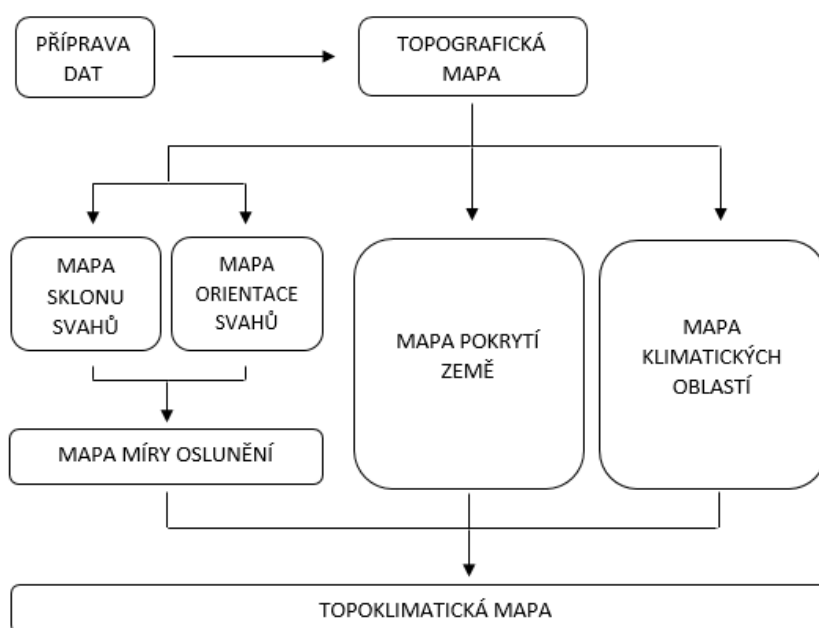 PŘÍPRAVA
DAT
TOPOGRAFICKÁ
MAPA
MAPA
SKLONU
SVAHŮ
MAPA
ORIENTACE
SVAHŮ
MAPA POKRYTÍ
ZEMĚ
MAPA
KLIMATICKÝCH
OBLASTÍ
MAPA MÍRY OSLUNĚNÍ
TOPOKLIMATICKÁ MAPA